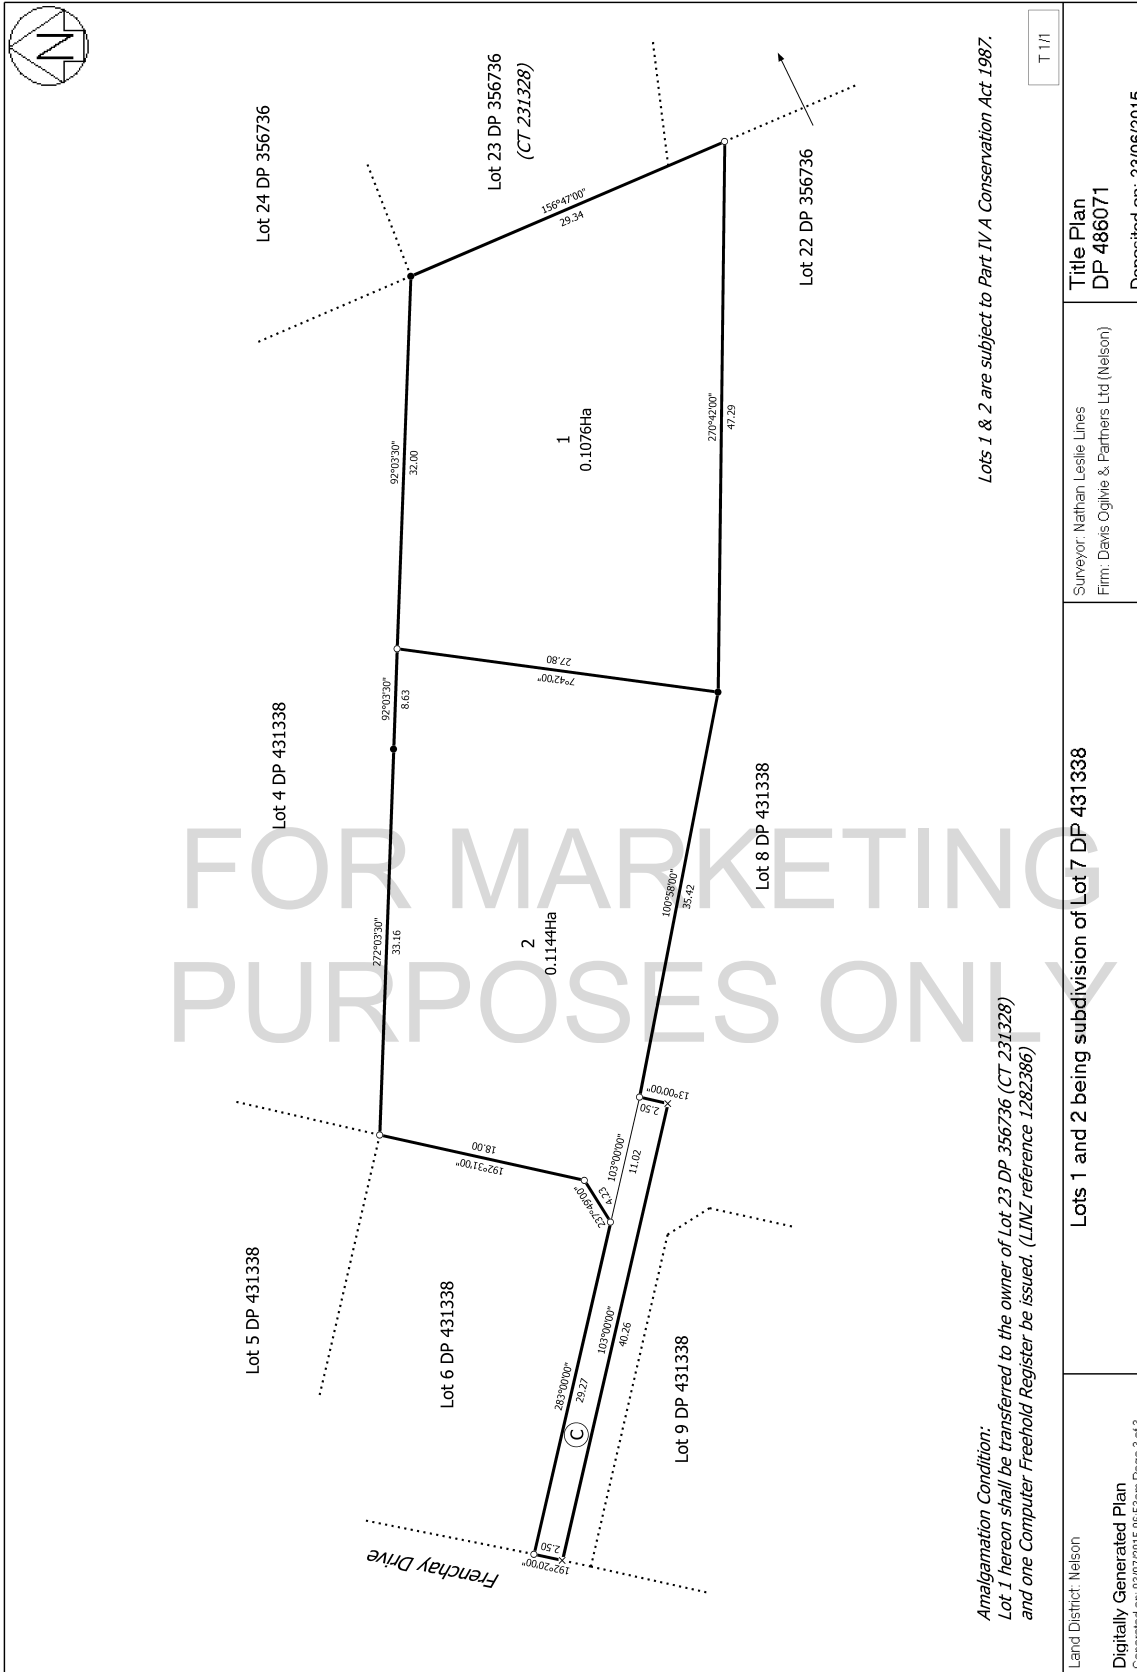 N
Lot 24 DP 356736
Lot 23 DP 356736
(CT 231328)
Lot 22 DP 356736
Lot 4 DP 431338
Lot 5 DP 431338
Lot 6 DP 431338
Lot 8 DP 431338
Lot 9 DP 431338
Frenchay Drive
1
0.1076Ha
2
0.1144Ha
C
156°47'00"
29.34
92°03'30"
32.00
270°42'00"
47.29
7°42'00"
27.80
92°03'30"
8.63
272°03'30"
33.16
100°58'00"
35.42
192°31'00"
18.00
237°49'00"
4.23
103°00'00"
11.02
13°00'00"
2.50
283°00'00"
29.27
103°00'00"
40.26
192°20'00"
2.50
FOR MARKETING
PURPOSES ONLY
Amalgamation Condition:
Lot 1 hereon shall be transferred to the owner of Lot 23 DP 356736 (CT 231328)
and one Computer Freehold Register be issued. (LINZ reference 1282386)
Lots 1 & 2 are subject to Part IV A Conservation Act 1987.
T 1/1
Land District: Nelson
Digitally Generated Plan
Lots 1 and 2 being subdivision of Lot 7 DP 431338
Surveyor: Nathan Leslie Lines
Firm: Davis Ogilvie & Partners Ltd (Nelson)
Title Plan
DP 486071
Deposited on: 23/06/2015